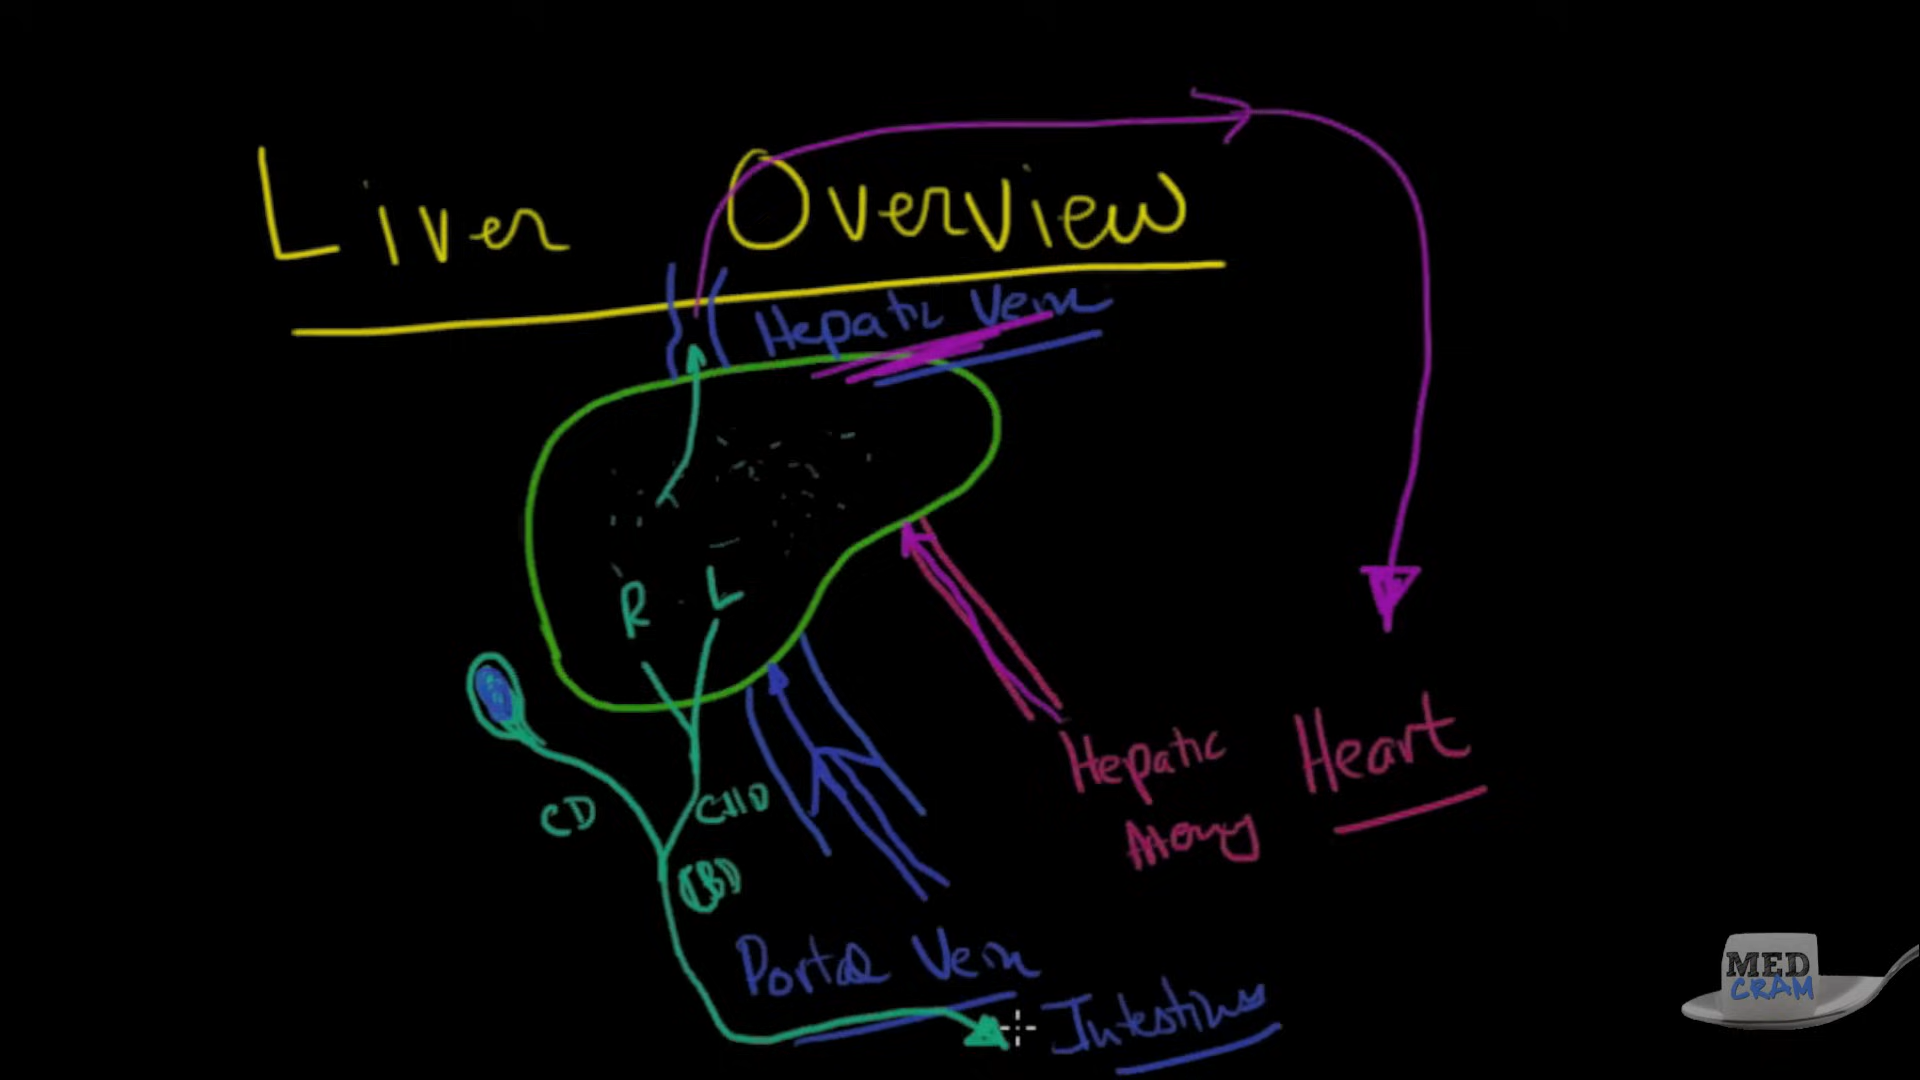 Liver Overview
Hepatic Vein
R L
CD
CHD
CBD
Hepatic
Artery
Heart
Portal Vein
Intestines
MED
CRAM